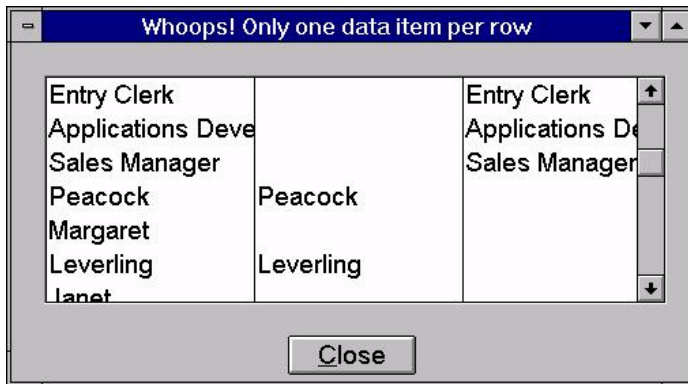 Whoops! Only one data item per row
Entry Clerk Entry Clerk
Applications Deve Applications De
Sales Manager Sales Manager
Peacock Peacock
Margaret
Leverling Leverling
Janet
Close